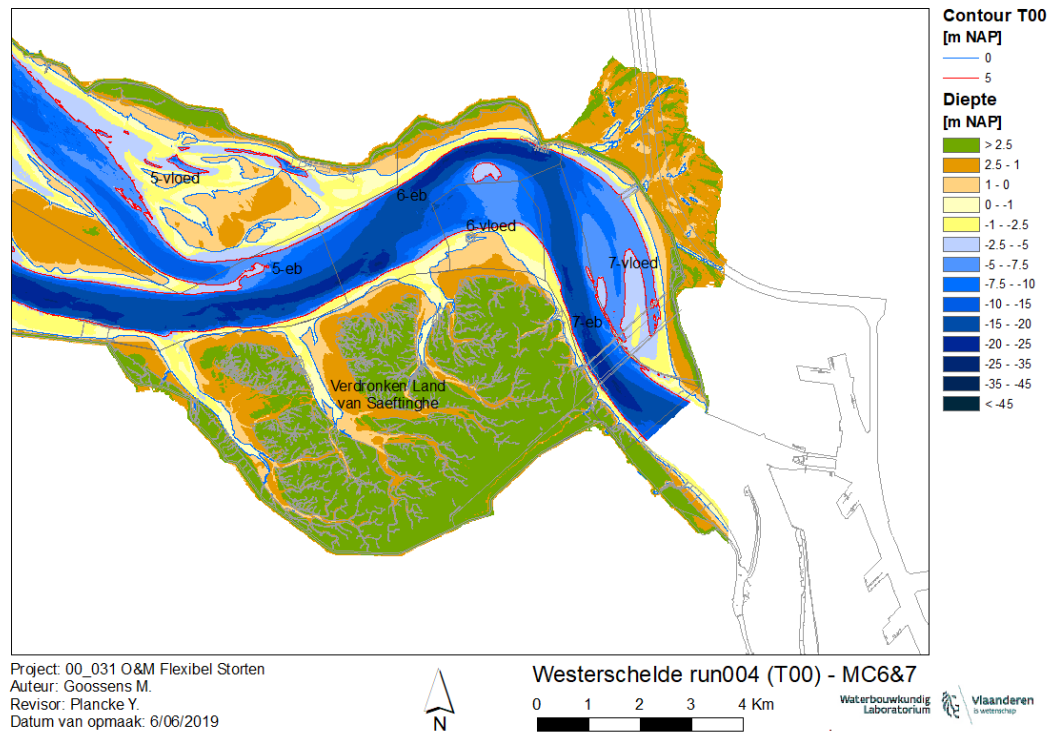 Contour T00
[m NAP]
0
5
Diepte
[m NAP]
> 2.5
2.5 - 1
1 - 0
0 - -1
-1 - -2.5
-2.5 - -5
-5 - -7.5
-7.5 - -10
-10 - -15
-15 - -20
-20 - -25
-25 - -35
-35 - -45
< -45
5-vloed
6-eb
6-vloed
5-eb
7-vloed
7-eb
Verdronken Land
van Saeftinghe
Project: 00_031 O&M Flexibel Storten
Auteur: Goossens M.
Revisor: Plancke Y.
Datum van opmaak: 6/06/2019
N
Westerschelde run004 (T00) - MC6&7
0 1 2 3 4 Km
Waterbouwkundig
Laboratorium
Vlaanderen
is wetenschap